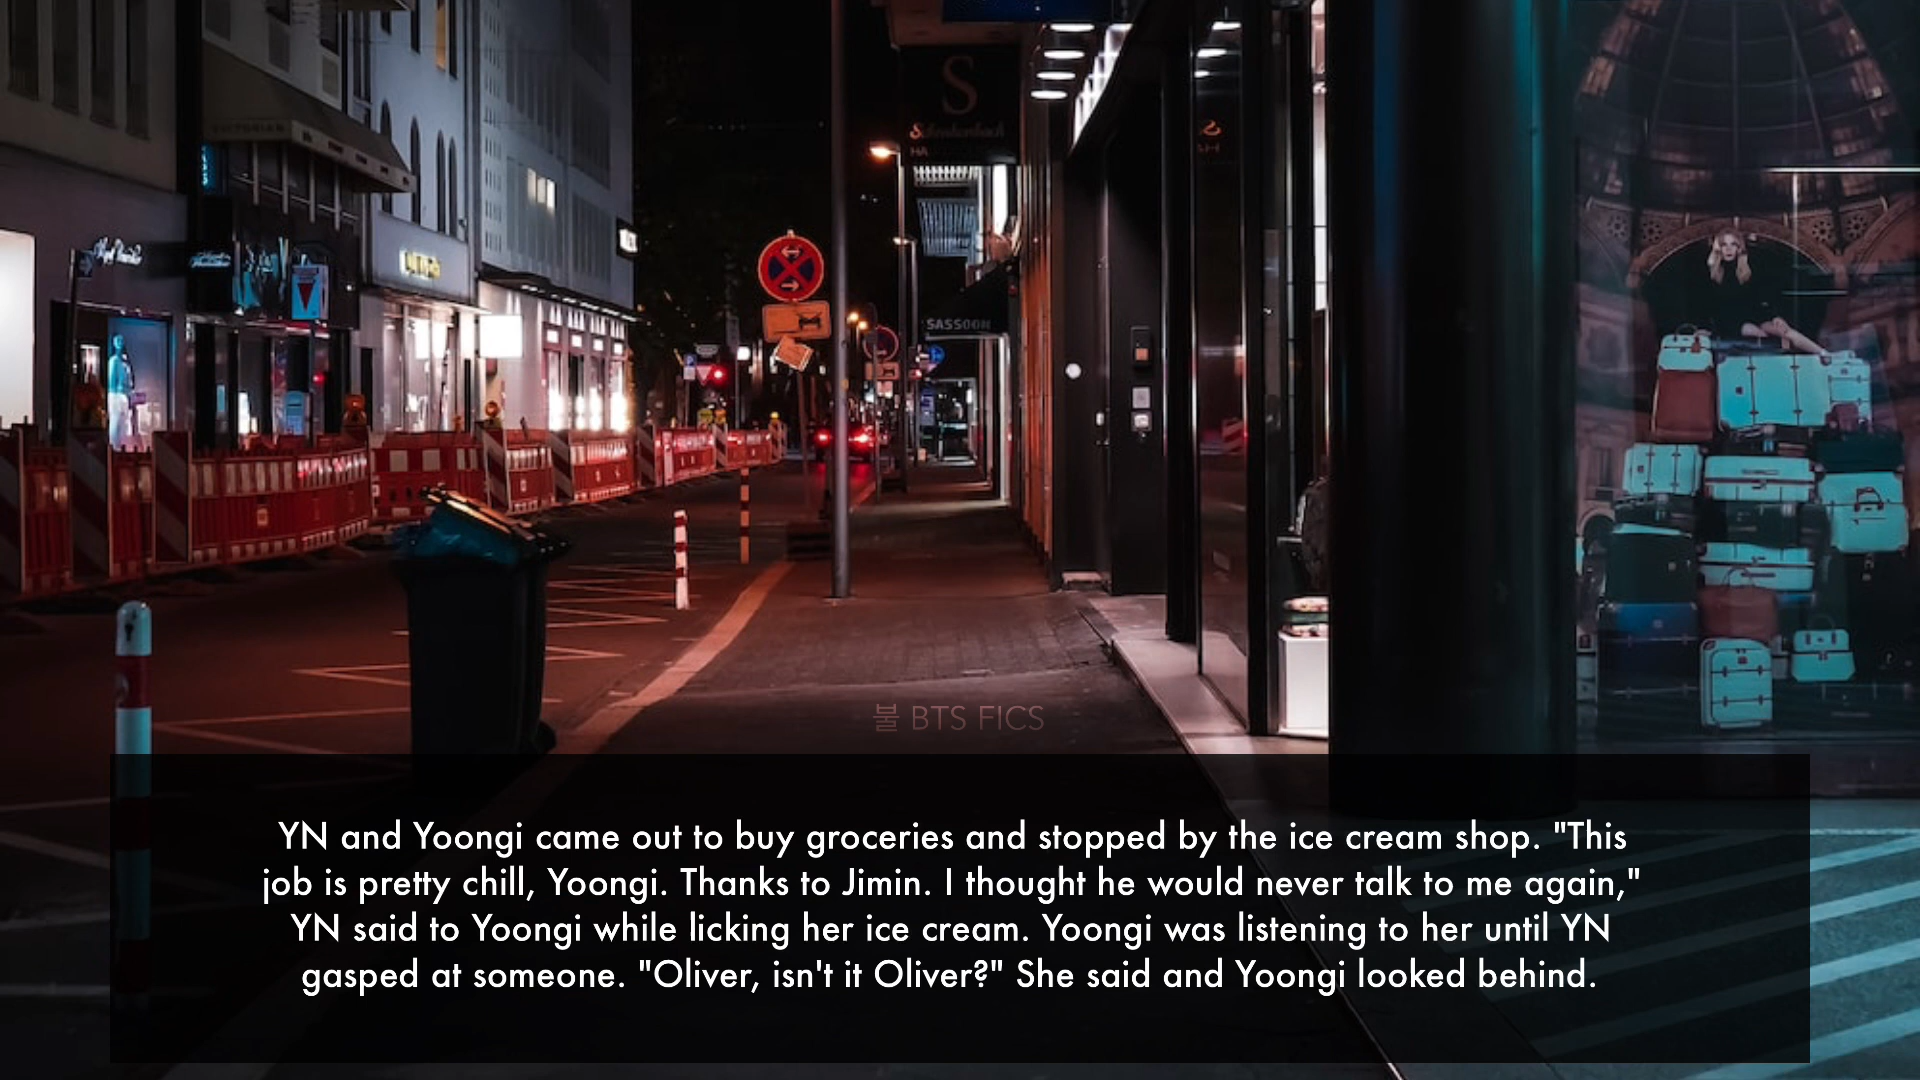 S
SASSOON
불 BTS FICS
YN and Yoongi came out to buy groceries and stopped by the ice cream shop. "This
job is pretty chill, Yoongi. Thanks to Jimin. I thought he would never talk to me again,"
YN said to Yoongi while licking her ice cream. Yoongi was listening to her until YN
gasped at someone. "Oliver, isn't it Oliver?" She said and Yoongi looked behind.